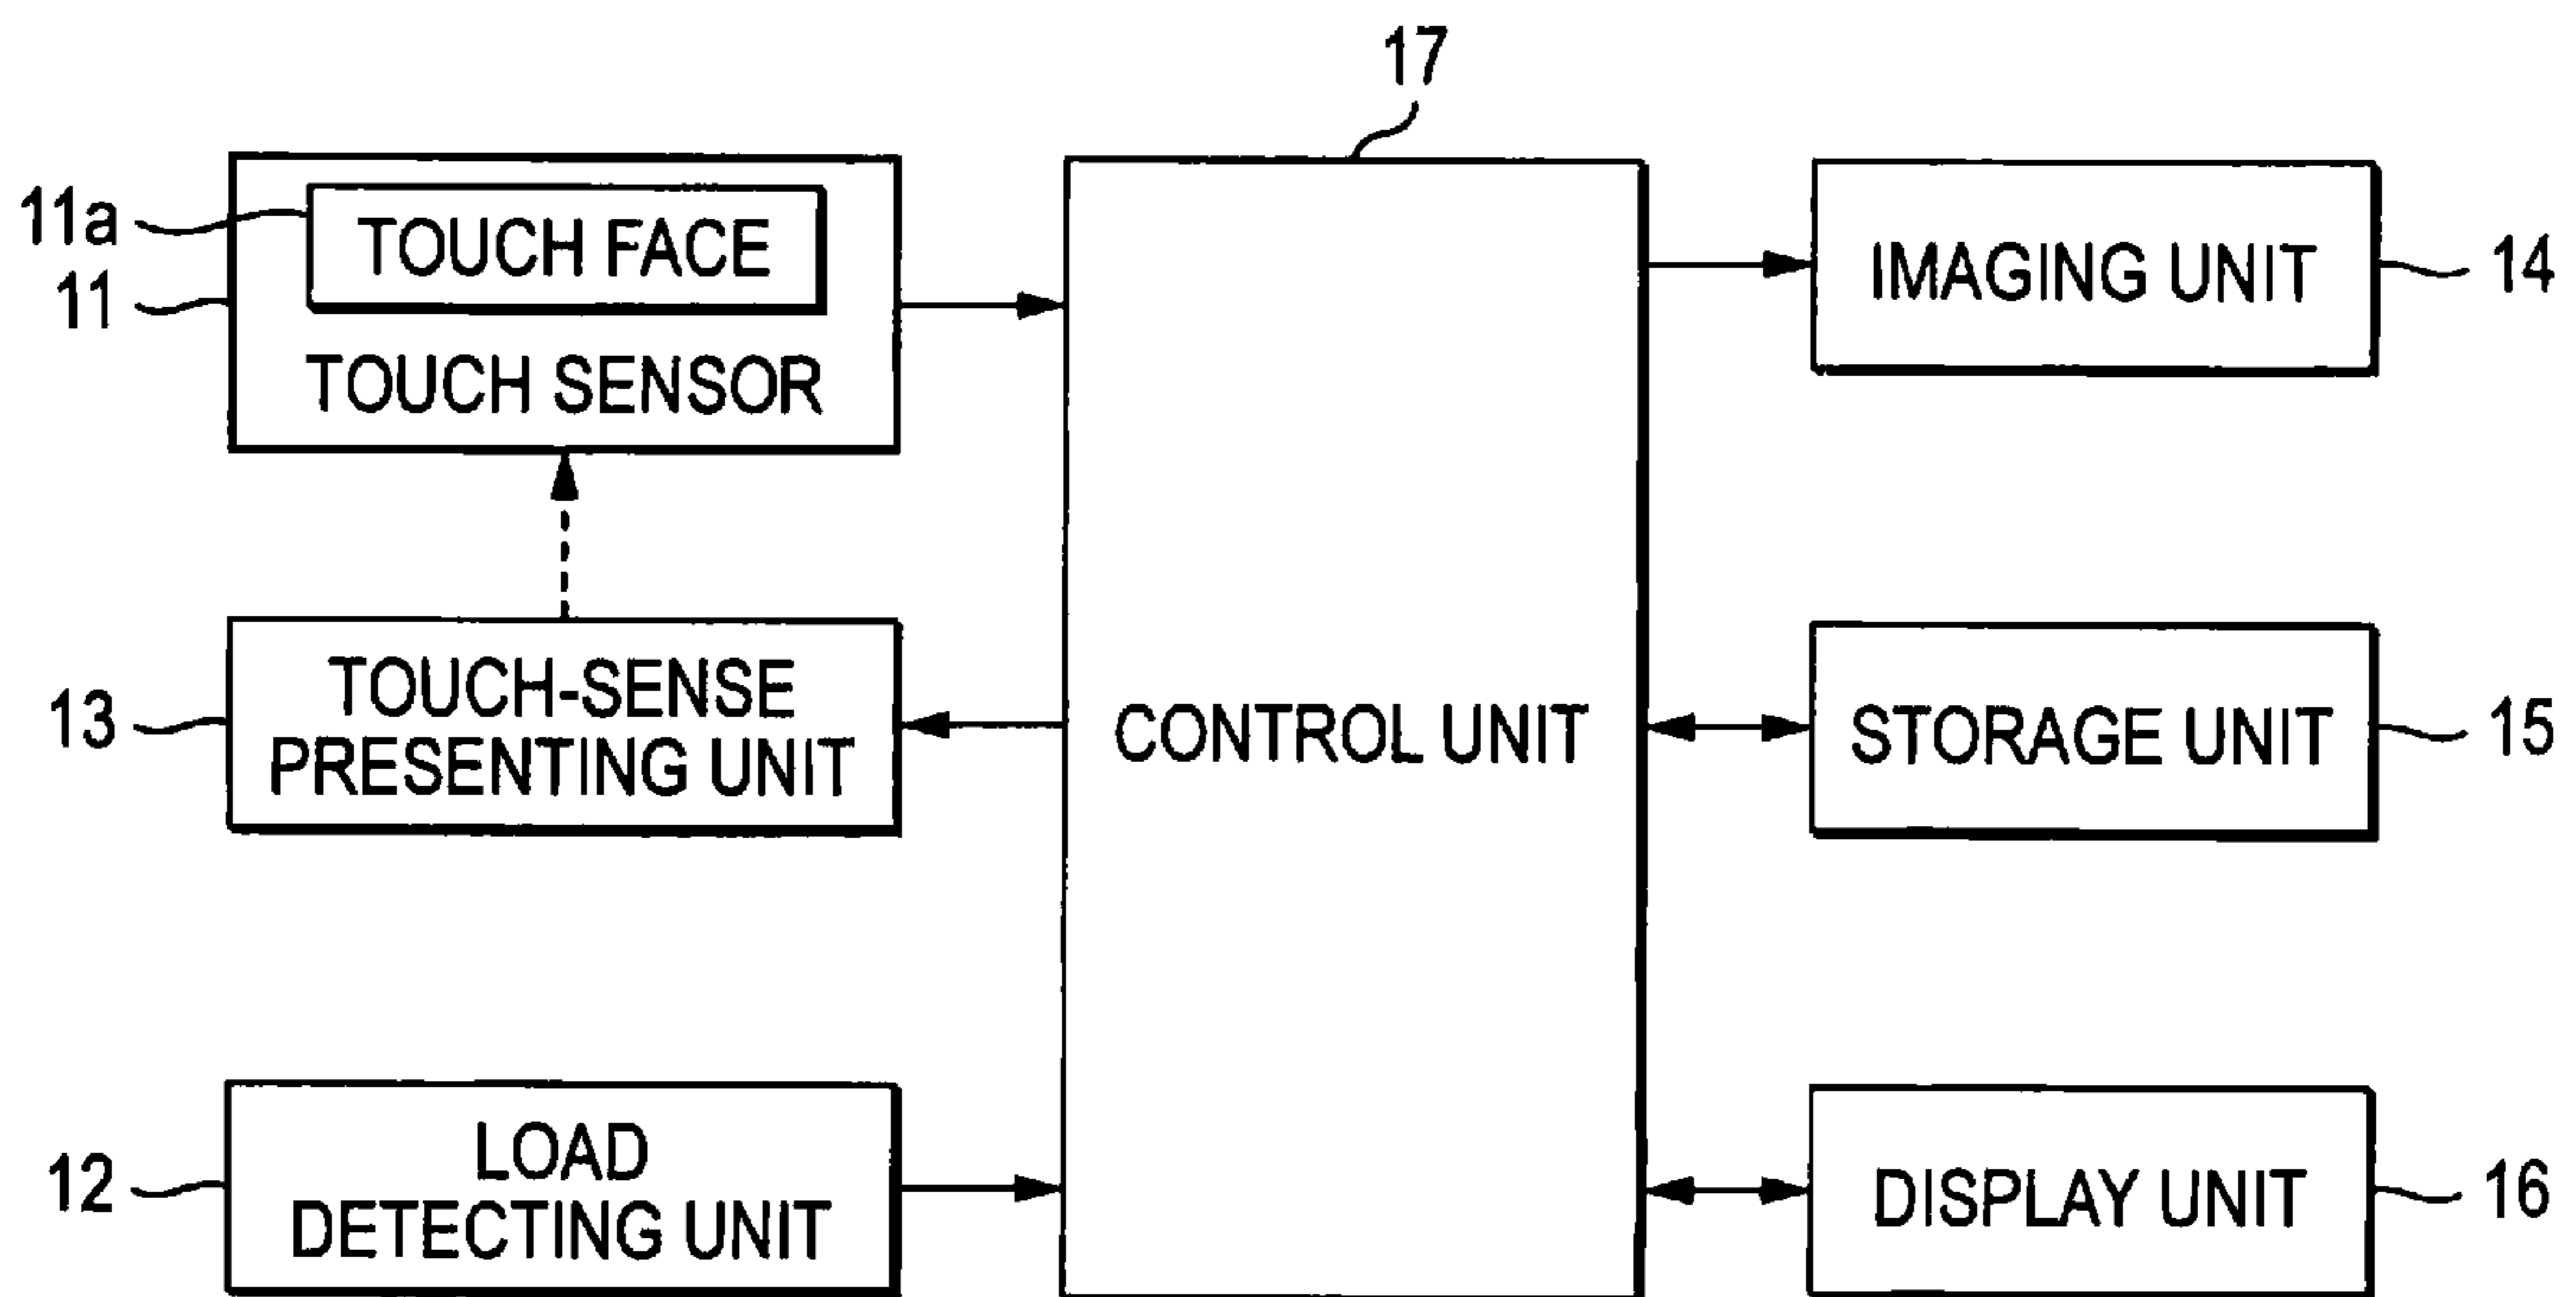 17
11a
TOUCH FACE
11
TOUCH SENSOR
IMAGING UNIT
14
13
TOUCH-SENSE
PRESENTING UNIT
CONTROL UNIT
STORAGE UNIT
15
12
LOAD
DETECTING UNIT
DISPLAY UNIT
16